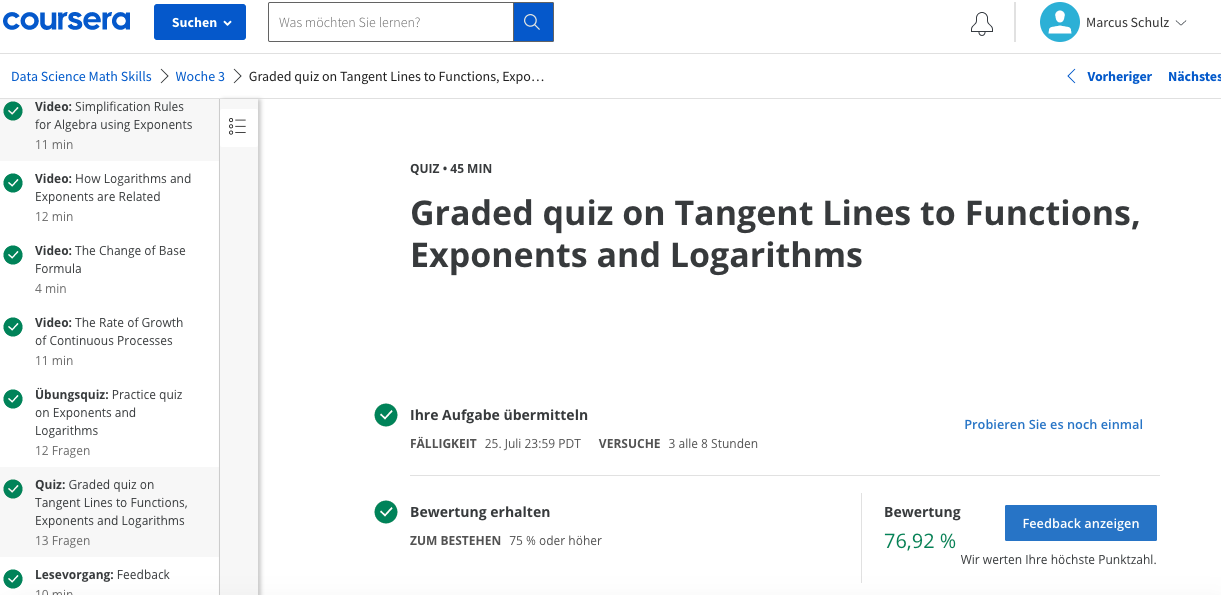 coursera
Suchen
Was möchten Sie lernen?
Marcus Schulz
Data Science Math Skills
Woche 3
Graded quiz on Tangent Lines to Functions, Expo…
Vorheriger
Nächstes
Video: Simplification Rules
for Algebra using Exponents
11 min
Video: How Logarithms and
Exponents are Related
12 min
Video: The Change of Base
Formula
4 min
Video: The Rate of Growth
of Continuous Processes
11 min
Übungsquiz: Practice quiz
on Exponents and
Logarithms
12 Fragen
Quiz: Graded quiz on
Tangent Lines to Functions,
Exponents and Logarithms
13 Fragen
Lesevorgang: Feedback
10 min
QUIZ • 45 MIN
Graded quiz on Tangent Lines to Functions,
Exponents and Logarithms
Ihre Aufgabe übermitteln
FÄLLIGKEIT 25. Juli 23:59 PDT VERSUCHE 3 alle 8 Stunden
Probieren Sie es noch einmal
Bewertung erhalten
ZUM BESTEHEN 75 % oder höher
Bewertung
76,92 %
Feedback anzeigen
Wir werten Ihre höchste Punktzahl.